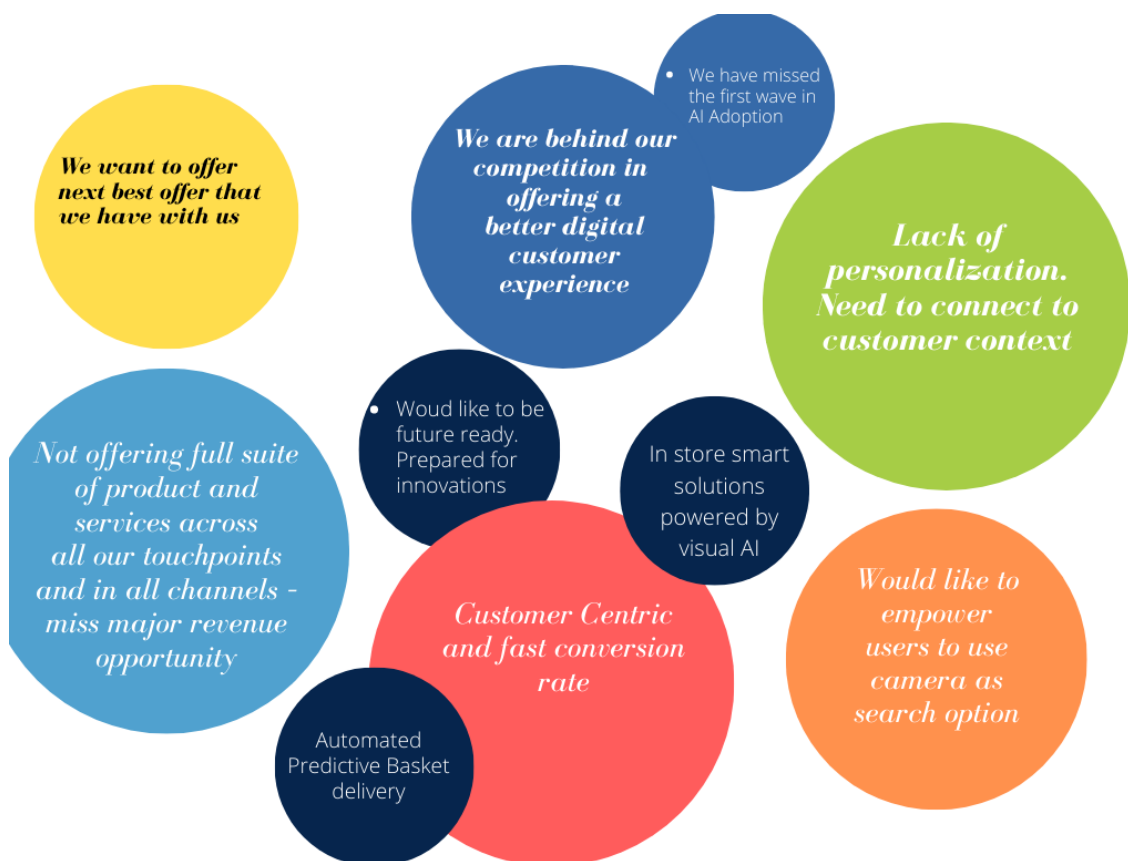 • We have missed
the first wave in
AI Adoption
We want to offer
next best offer that
we have with us
We are behind our
competition in
offering a
better digital
customer
experience
Lack of
personalization.
Need to connect to
customer context
• Woud like to be
future ready.
Prepared for
innovations
In store smart
solutions
powered by
visual AI
Not offering full suite
of product and
services across
all our touchpoints
and in all channels -
miss major revenue
opportunity
Customer Centric
and fast conversion
rate
Would like to
empower
users to use
camera as
search option
Automated
Predictive Basket
delivery